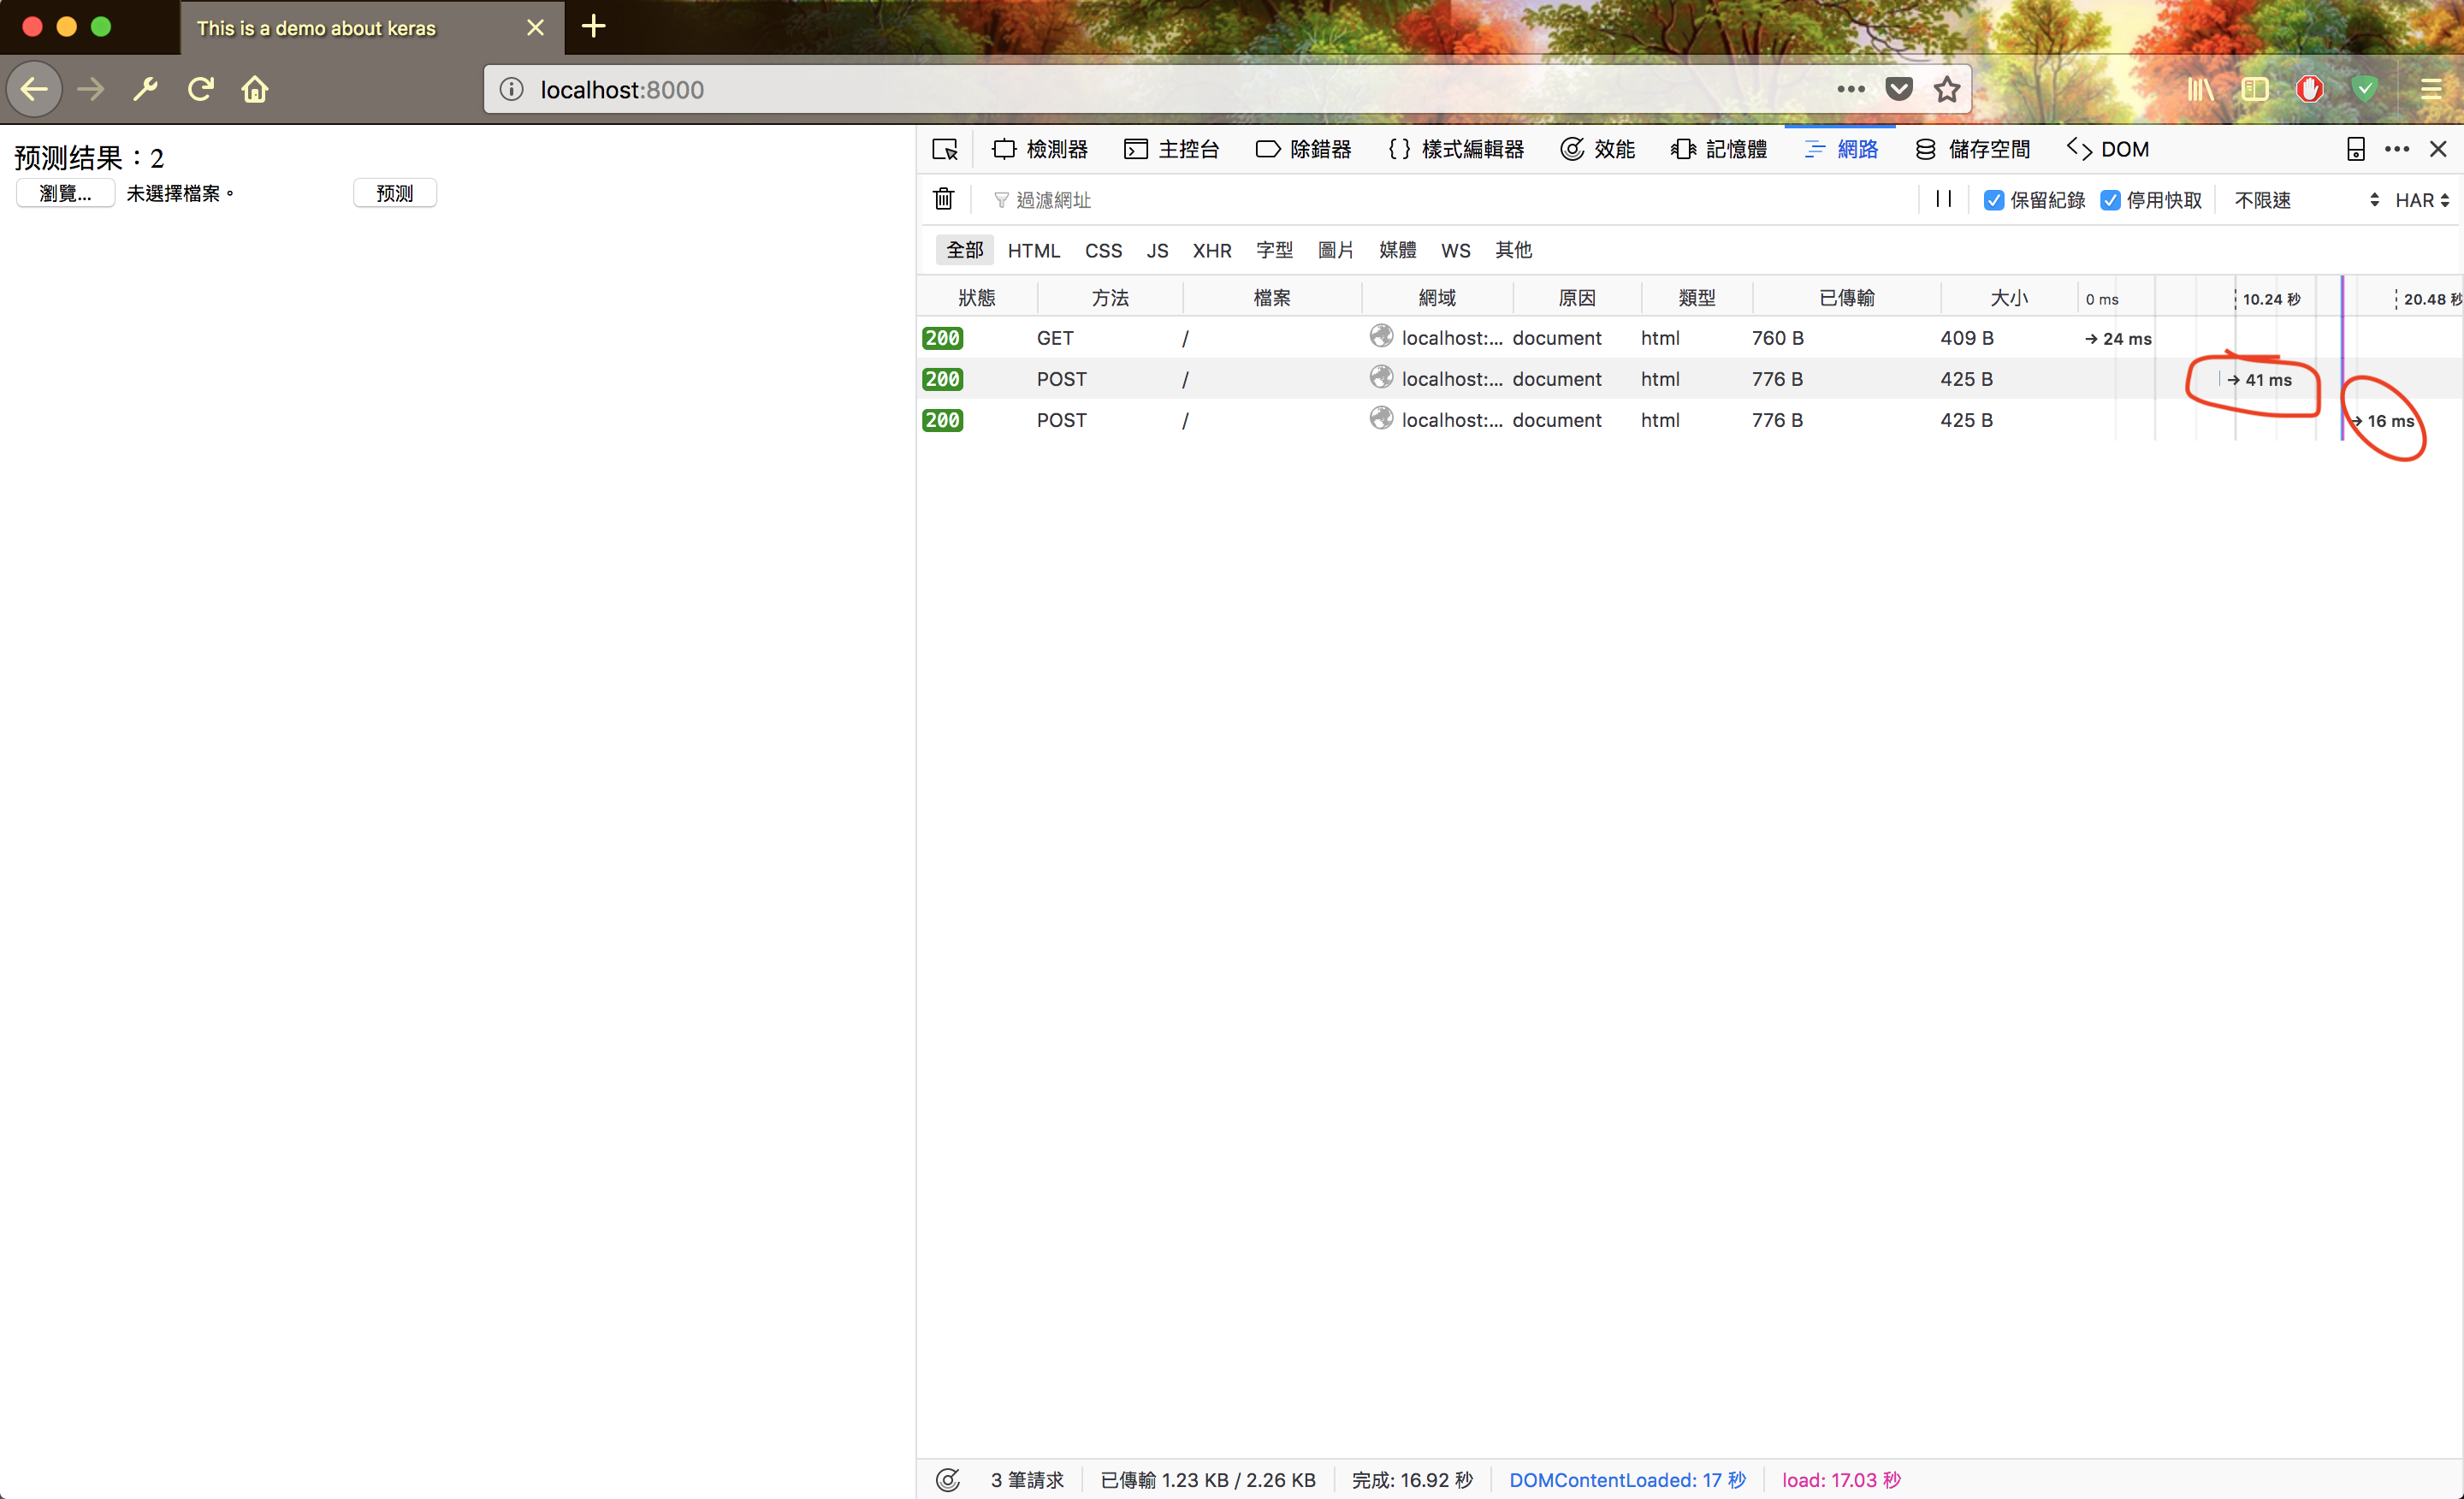 This is a demo about keras
localhost:8000
预测结果：2
瀏覽... 未選擇檔案。 预测
檢測器 主控台 除錯器 樣式編輯器 效能 記憶體 網路 儲存空間 DOM
過濾網址 保留紀錄 停用快取 不限速 HAR
全部 HTML CSS JS XHR 字型 圖片 媒體 WS 其他
狀態 方法 檔案 網域 原因 類型 已傳輸 大小 0 ms 10.24 秒 20.48 秒
200 GET / localhost:... document html 760 B 409 B → 24 ms
200 POST / localhost:... document html 776 B 425 B → 41 ms
200 POST / localhost:... document html 776 B 425 B → 16 ms
3 筆請求 已傳輸 1.23 KB / 2.26 KB 完成: 16.92 秒 DOMContentLoaded: 17 秒 load: 17.03 秒